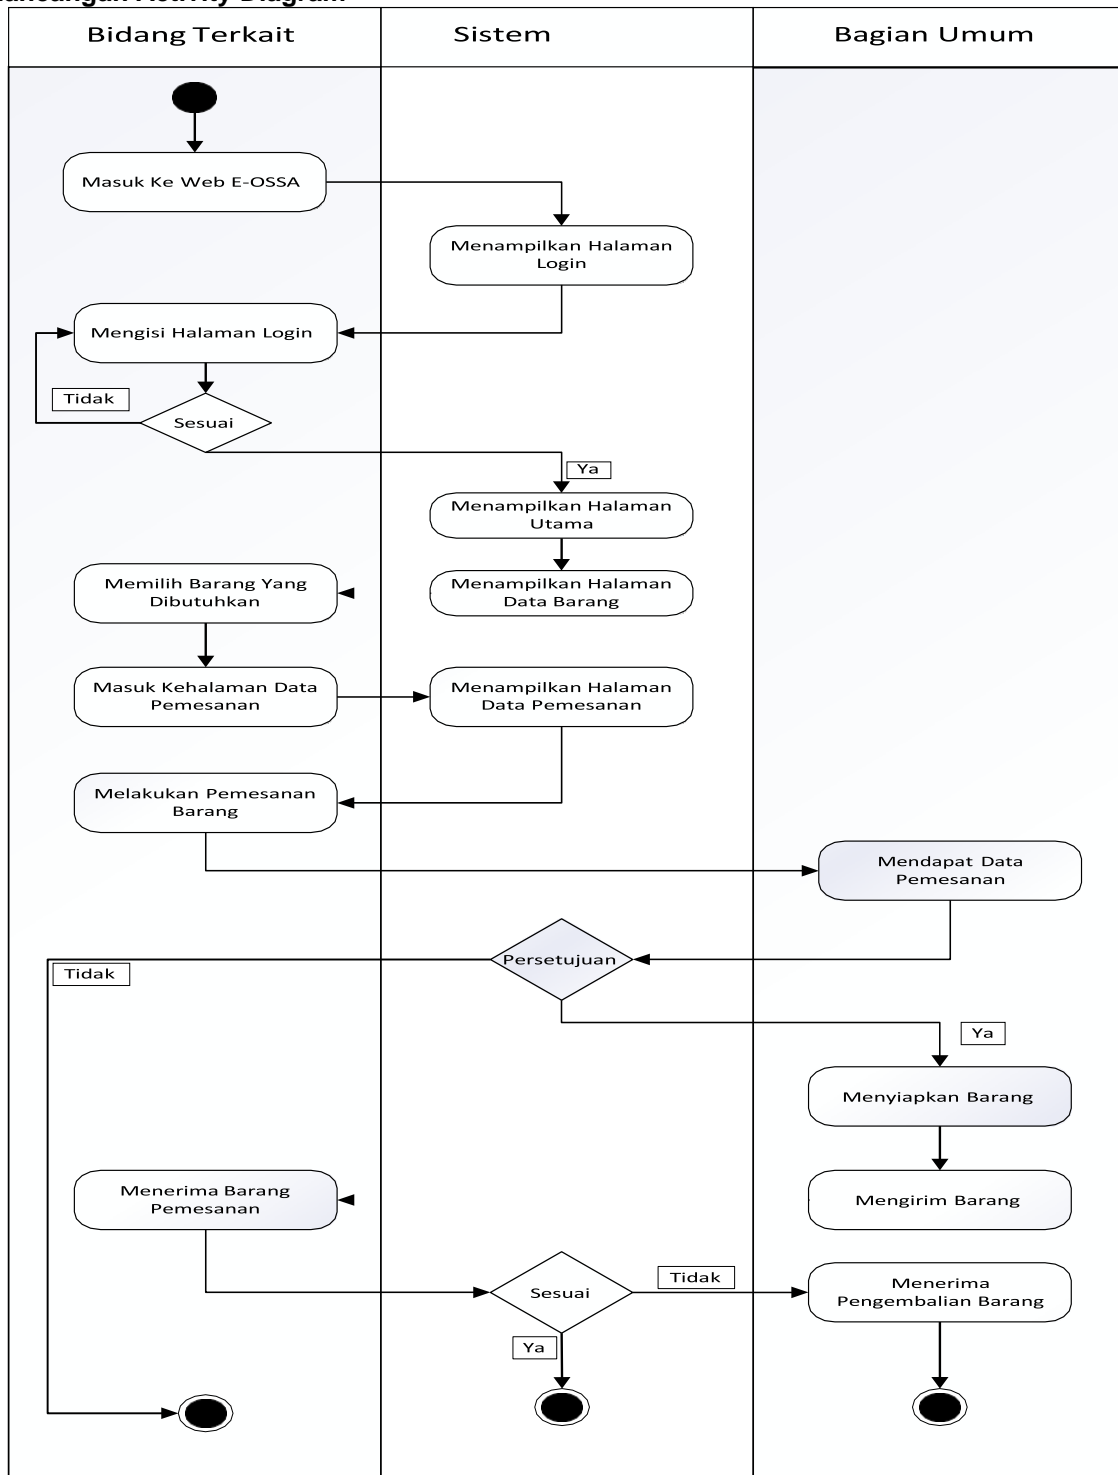 Activity Diagram
Bidang Terkait
Sistem
Bagian Umum
Masuk Ke Web E-OSSA
Menampilkan Halaman
Login
Mengisi Halaman Login
Tidak
Sesuai
Ya
Menampilkan Halaman
Utama
Memilih Barang Yang
Dibutuhkan
Menampilkan Halaman
Data Barang
Masuk Kehalaman Data
Pemesanan
Menampilkan Halaman
Data Pemesanan
Melakukan Pemesanan
Barang
Mendapat Data
Pemesanan
Persetujuan
Tidak
Ya
Menyiapkan Barang
Menerima Barang
Pemesanan
Mengirim Barang
Sesuai
Tidak
Menerima
Pengembalian Barang
Ya